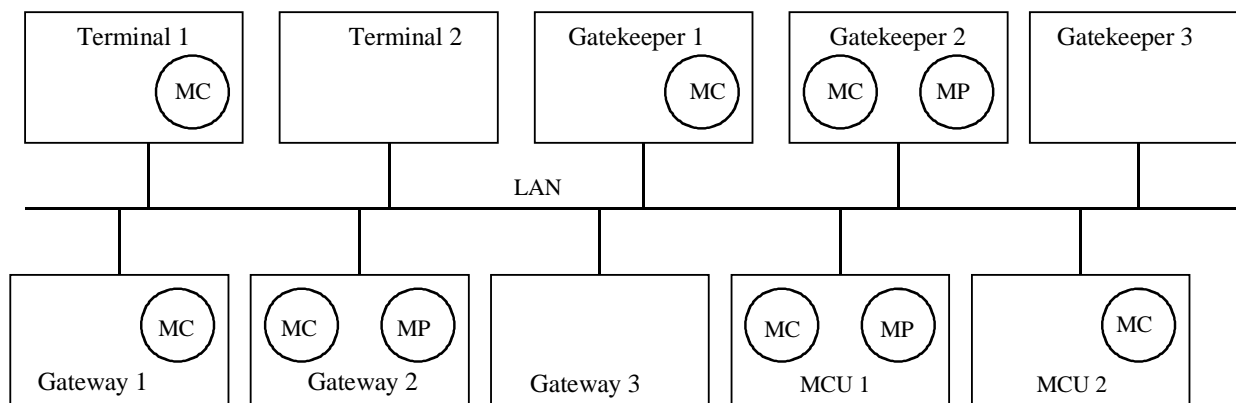 Terminal 1
MC
Terminal 2
Gatekeeper 1
MC
Gatekeeper 2
MC
MP
Gatekeeper 3
LAN
MC
Gateway 1
MC
MP
Gateway 2
Gateway 3
MC
MP
MCU 1
MC
MCU 2